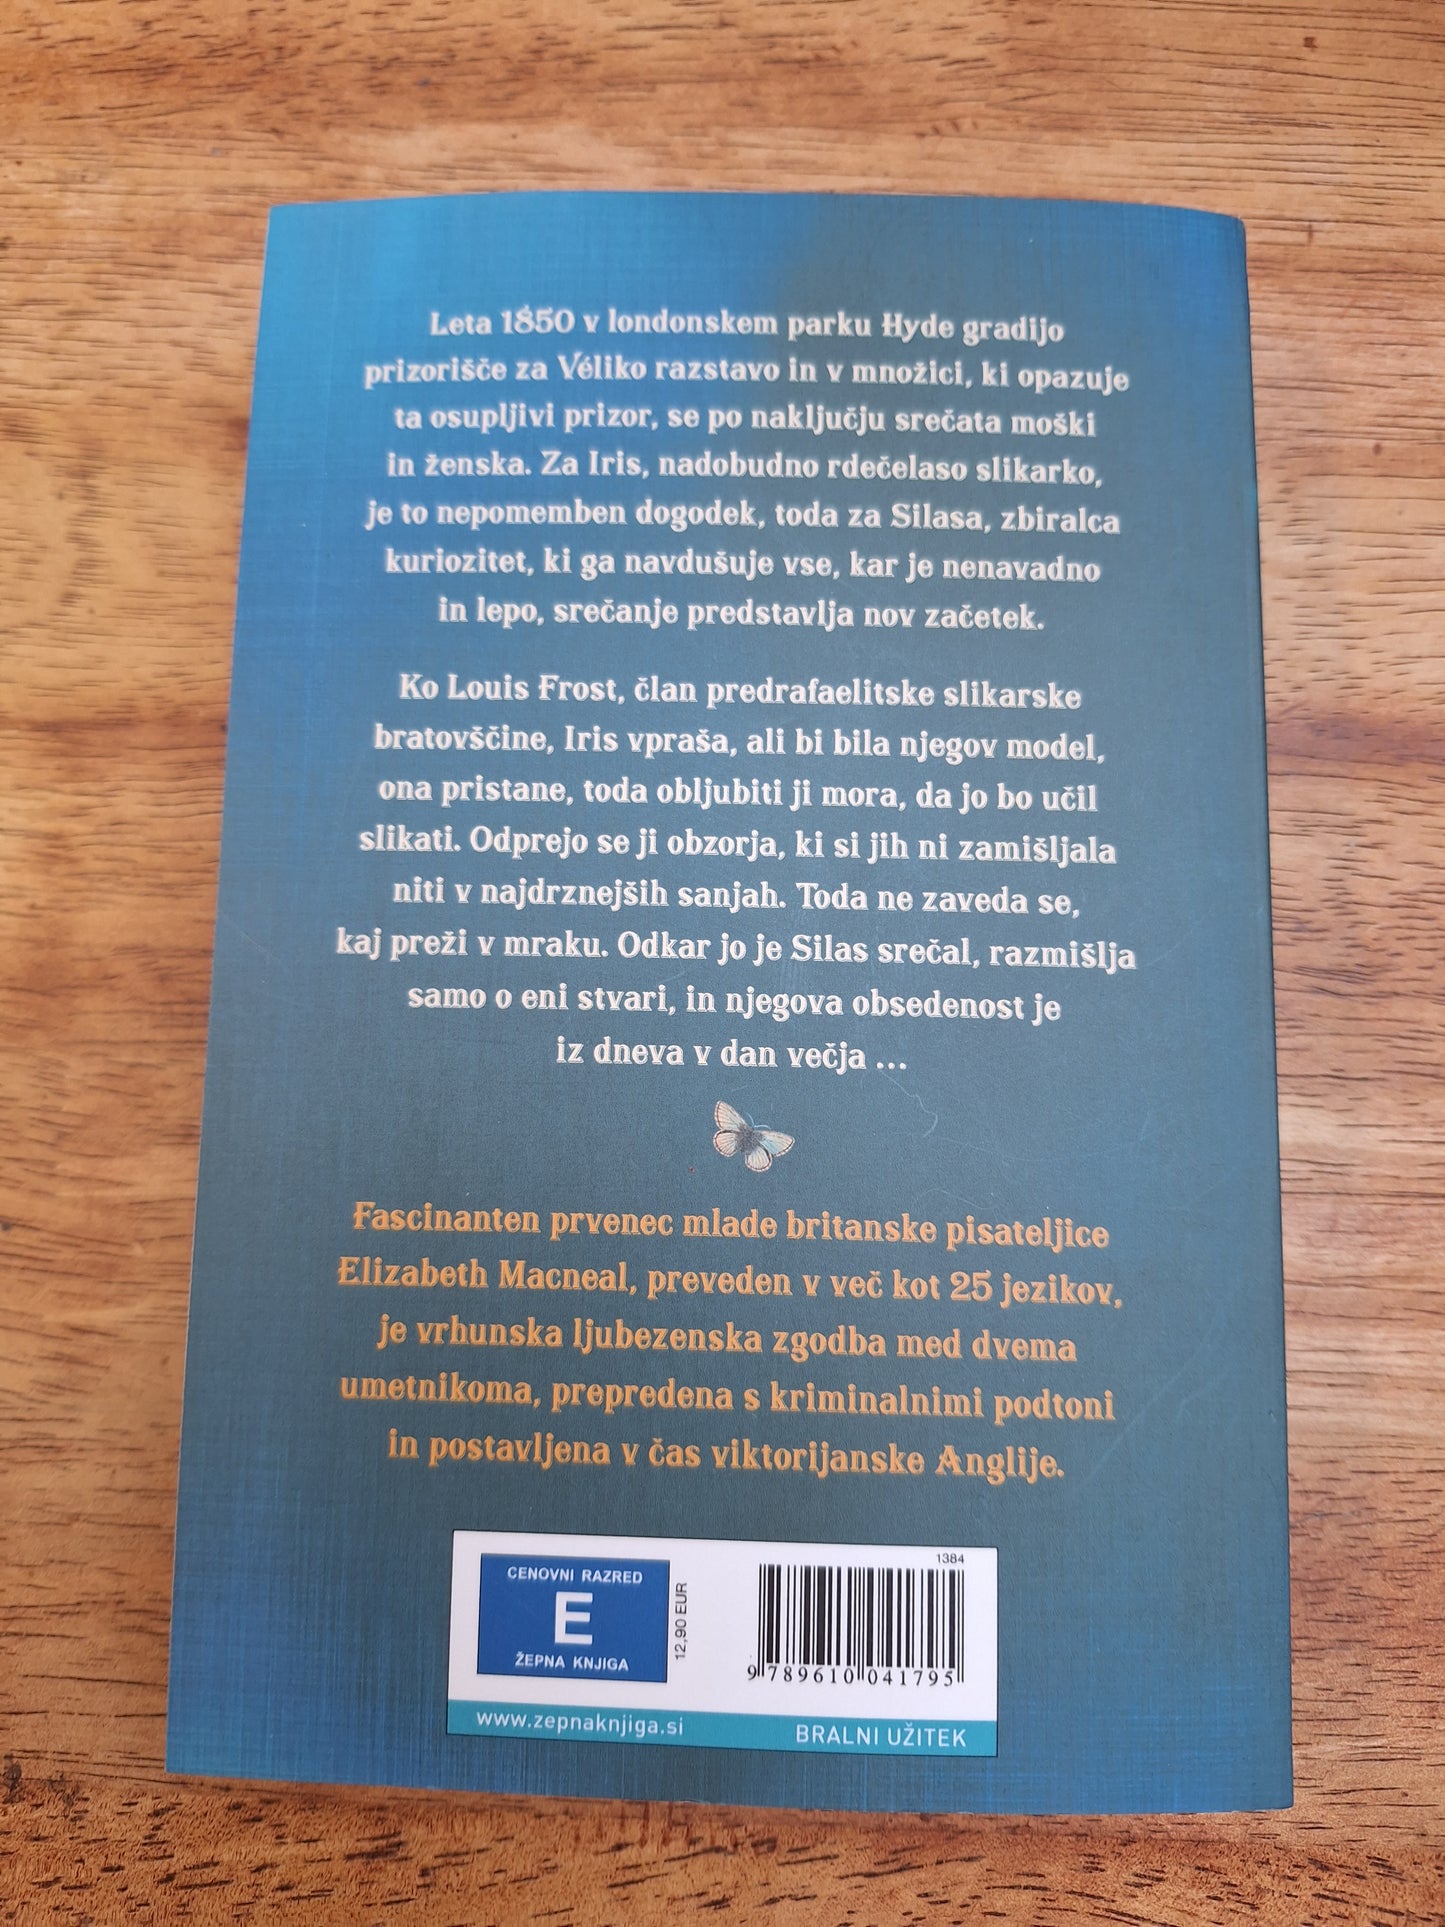 Leta 1850 v londonskem parku Hyde gradijo
prizorišče za Véliko razstavo in v množici, ki opazuje
ta osupljivi prizor, se po naključju srečata moški
in ženska. Za Iris, nadobudno rdečelaso slikarko,
je to nepomemben dogodek, toda za Silasa, zbiralca
kuriozitet, ki ga navdušuje vse, kar je nenavadno
in lepo, srečanje predstavlja nov začetek.
Ko Louis Frost, član predrafaelitske slikarske
bratovščine, Iris vpraša, ali bi bila njegov model,
ona pristane, toda obljubiti ji mora, da jo bo učil
slikati. Odprejo se ji obzorja, ki si jih ni zamišljala
niti v najdrznejših sanjah. Toda ne zaveda se,
kaj preži v mraku. Odkar jo je Silas srečal, razmišlja
samo o eni stvari, in njegova obsedenost je
iz dneva v dan večja ...
Fascinanten prvenec mlade britanske pisateljice
Elizabeth Macneal, preveden v več kot 25 jezikov,
je vrhunska ljubezenska zgodba med dvema
umetnikoma, prepredena s kriminalnimi podtoni
in postavljena v čas viktorijanske Anglije.
CENOVNI RAZRED
E
ŽEPNA KNJIGA
12,90 EUR
1384
9 789610 041795
www.zepnaknjiga.si
BRALNI UŽITEK